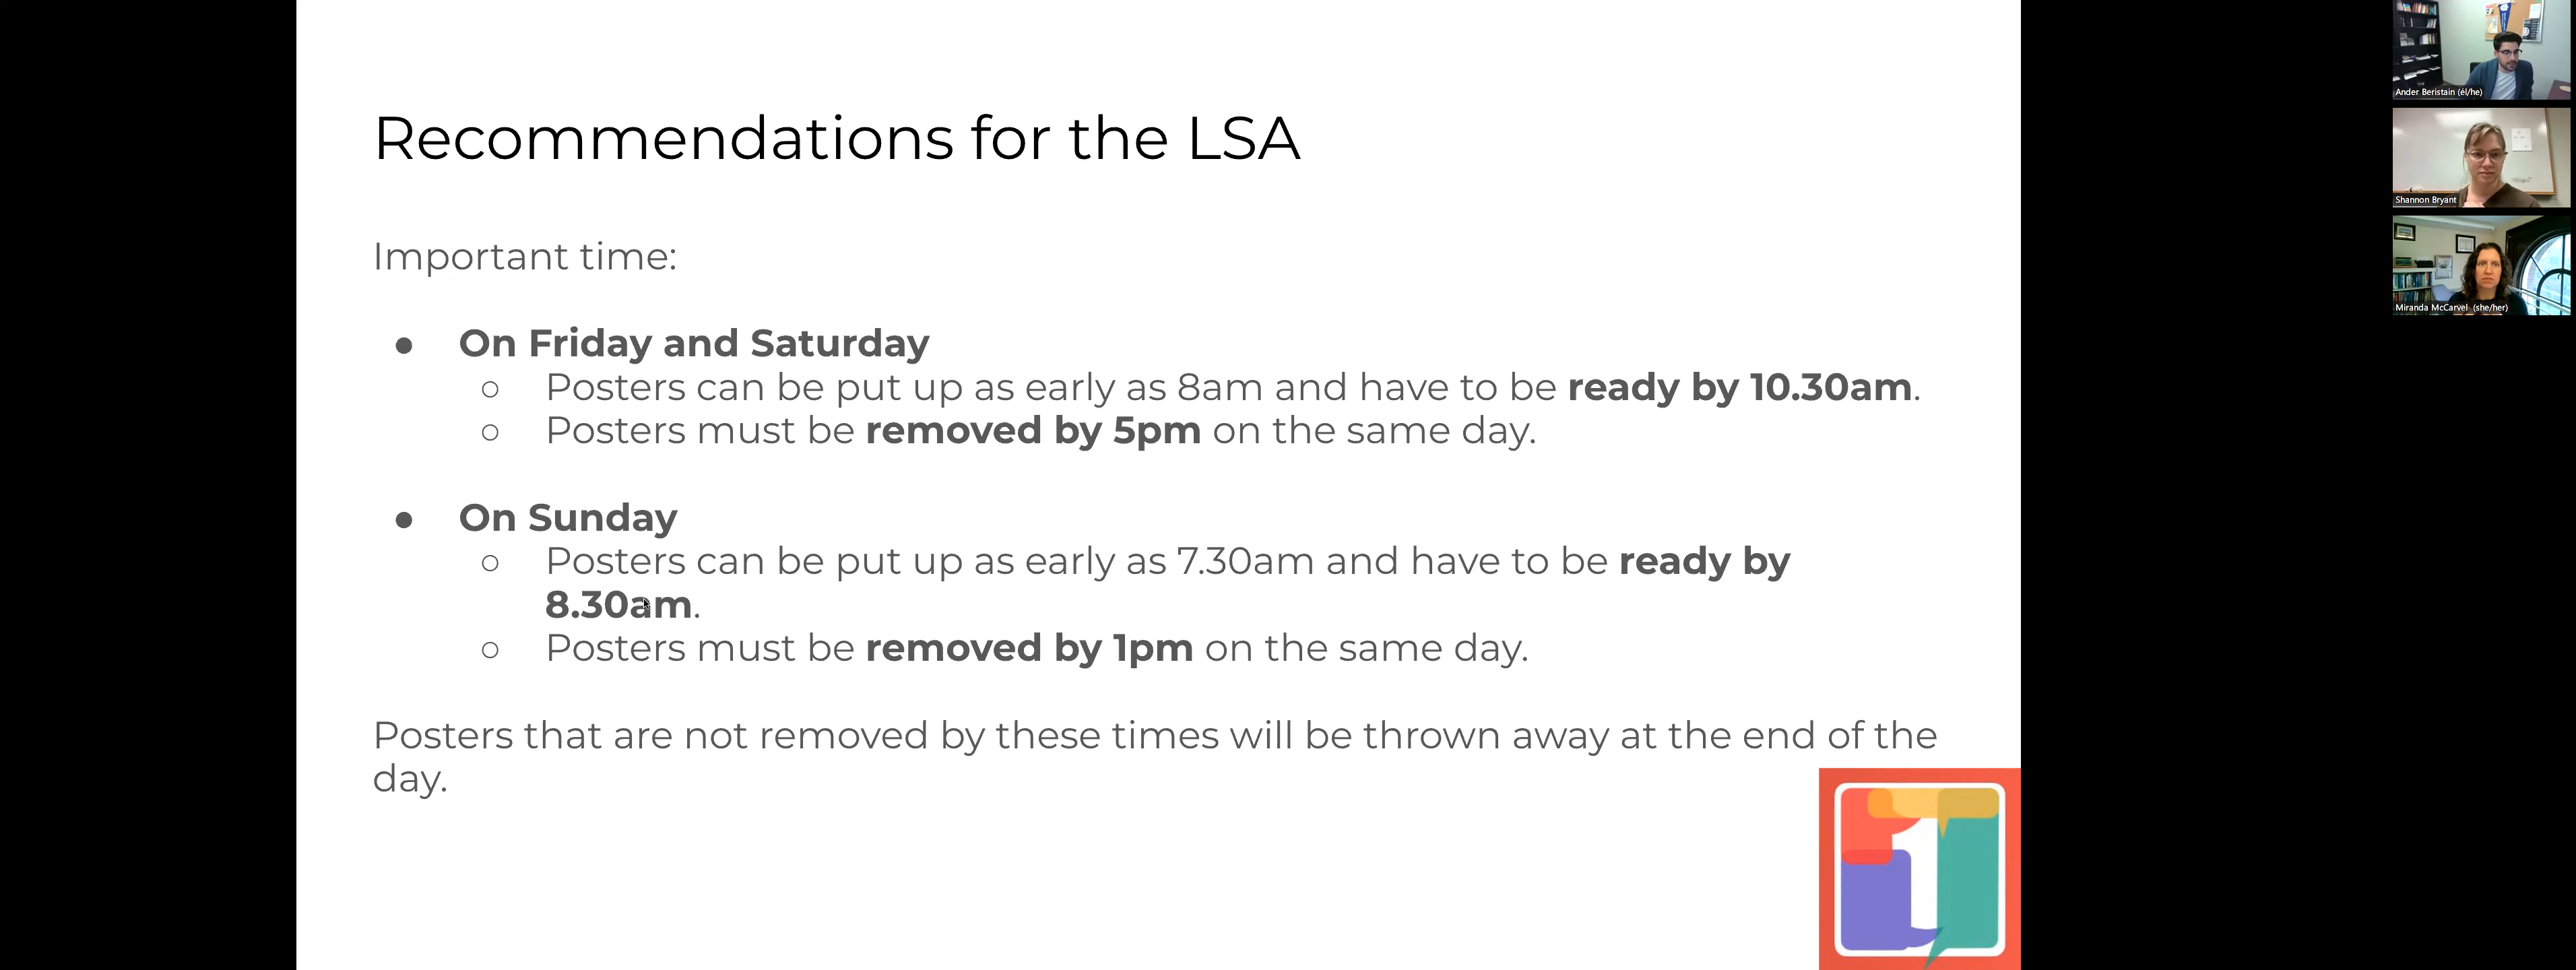 Recommendations for the LSA
Important time:
● On Friday and Saturday
○ Posters can be put up as early as 8am and have to be ready by 10.30am.
○ Posters must be removed by 5pm on the same day.
● On Sunday
○ Posters can be put up as early as 7.30am and have to be ready by
8.30am.
○ Posters must be removed by 1pm on the same day.
Posters that are not removed by these times will be thrown away at the end of the
day.
Ander Beristain (él/he)
Shannon Bryant
Miranda McCarvel (she/her)